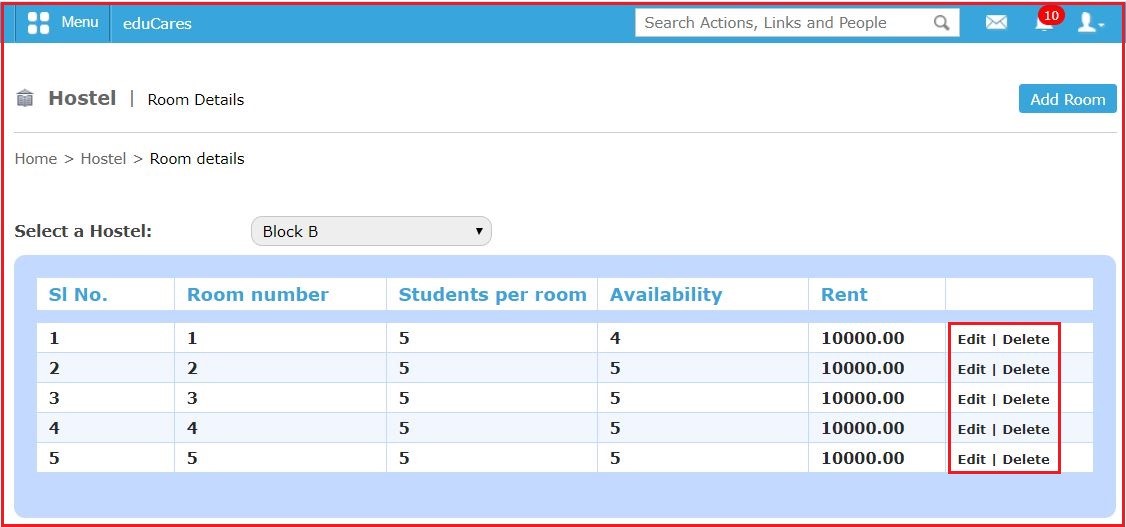 Menu eduCares Search Actions, Links and People 10
Hostel | Room Details Add Room
Home > Hostel > Room details
Select a Hostel: Block B
Sl No. Room number Students per room Availability Rent
1 1 5 4 10000.00 Edit | Delete
2 2 5 5 10000.00 Edit | Delete
3 3 5 5 10000.00 Edit | Delete
4 4 5 5 10000.00 Edit | Delete
5 5 5 5 10000.00 Edit | Delete